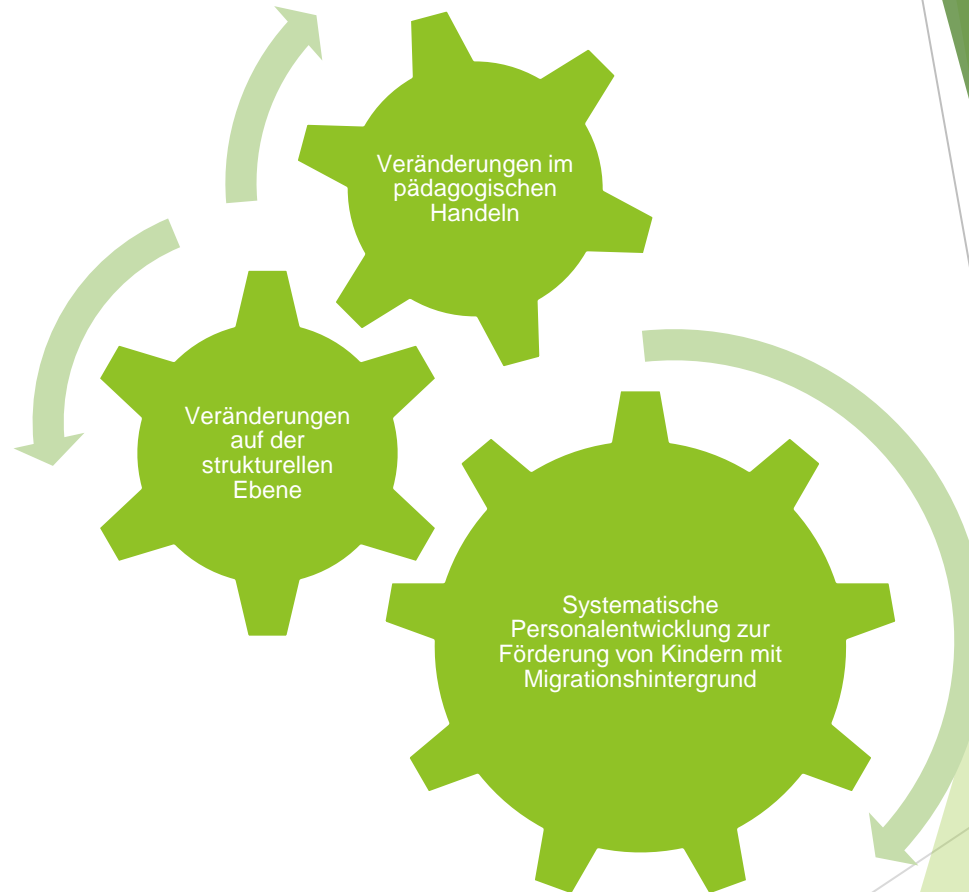 Veränderungen im
pädagogischen
Handeln
Veränderungen
auf der
strukturellen
Ebene
Systematische
Personalentwicklung zur
Förderung von Kindern mit
Migrationshintergrund